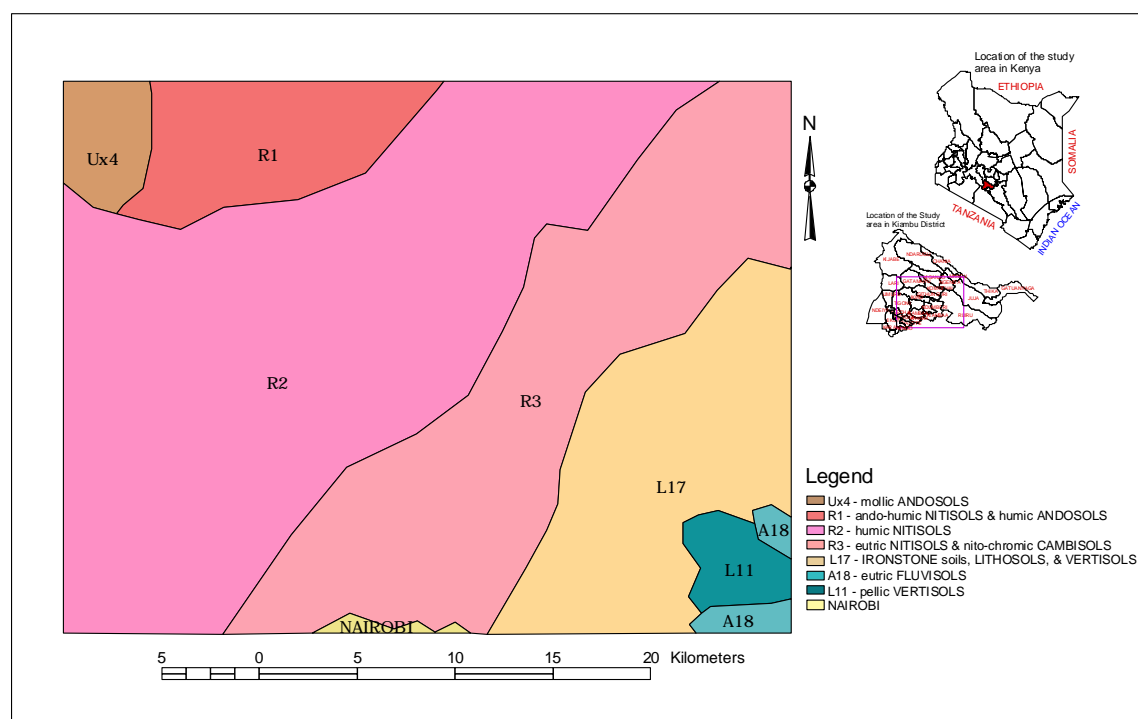 Location of the study
area in Kenya
ETHIOPIA
SOMALIA
TANZANIA
INDIAN OCEAN
N
Location of the Study
area in Kiambu District
Ux4
R1
R2
R3
L17
A18
L11
A18
NAIROBI
JUJA
RUIRU
Legend
Ux4 - mollic ANDOSOLS
R1 - ando-humic NITISOLS & humic ANDOSOLS
R2 - humic NITISOLS
R3 - eutric NITISOLS & nito-chromic CAMBISOLS
L17 - IRONSTONE soils, LITHOSOLS, & VERTISOLS
A18 - eutric FLUVISOLS
L11 - pellic VERTISOLS
NAIROBI
5 0 5 10 15 20 Kilometers